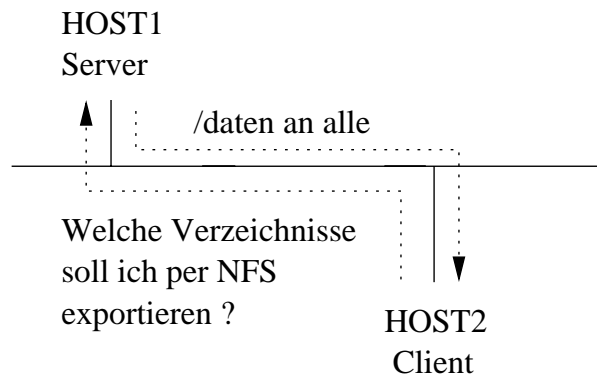 HOST1
Server
/daten an alle
Welche Verzeichnisse
soll ich per NFS
exportieren ?
HOST2
Client